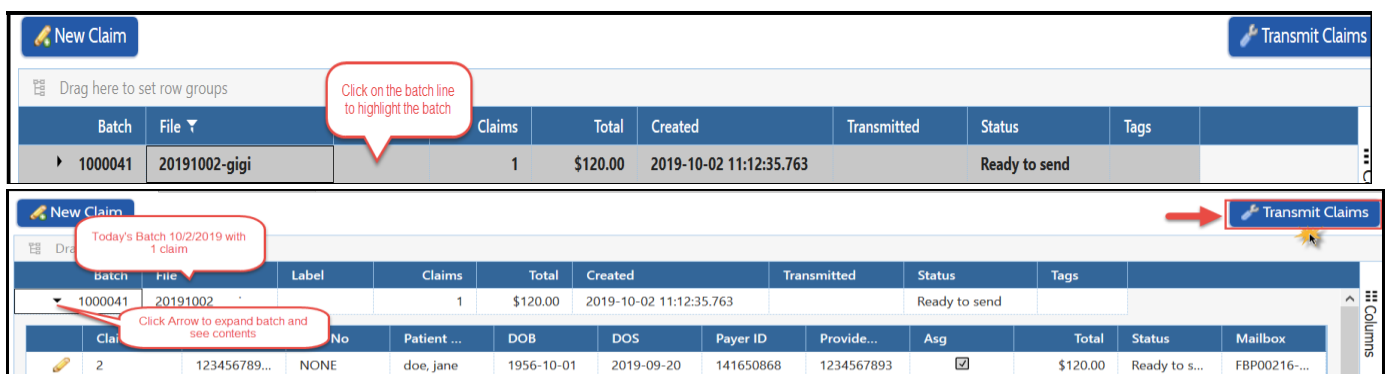 New Claim
Transmit Claims
Drag here to set row groups
Click on the batch line
to highlight the batch
Batch File Claims Total Created Transmitted Status Tags
1000041 20191002-gigi 1 $120.00 2019-10-02 11:12:35.763 Ready to send
New Claim
Transmit Claims
Today's Batch 10/2/2019 with
1 claim
Dra
Batch File Label Claims Total Created Transmitted Status Tags
1000041 20191002 1 $120.00 2019-10-02 11:12:35.763 Ready to send
Columns
Click Arrow to expand batch and
see contents
Clai No Patient ... DOB DOS Payer ID Provide... Asg Total Status Mailbox
2 123456789... NONE doe, jane 1956-10-01 2019-09-20 141650868 1234567893 $120.00 Ready to s... FBP00216-...